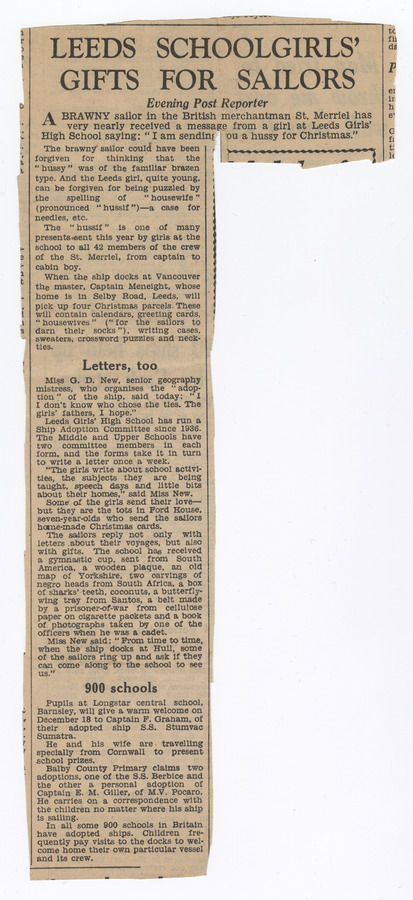 LEEDS SCHOOLGIRLS'
GIFTS FOR SAILORS
Evening Post Reporter
A BRAWNY sailor in the British merchantman St. Merriel has
very nearly received a message from a girl at Leeds Girls'
High School saying: "I am sending ou a hussy for Christmas."
The brawny sailor could have been
forgiven for thinking that the
"hussy" was of the familiar brazen
type. And the Leeds girl, quite young,
can be forgiven for being puzzled by
the spelling of "housewife"
(pronounced "hussif")—a case for
needles, etc.
The "hussif" is one of many
presents sent this year by girls at the
school to all 42 members of the crew
of the St. Merriel, from captain to
cabin boy.
When the ship docks at Vancouver
the master, Captain Meneight, whose
home is in Selby Road, Leeds, will
pick up four Christmas parcels. These
will contain calendars, greeting cards,
"housewives" ("for the sailors to
darn their socks"), writing cases,
sweaters, crossword puzzles and neck-
ties.
Letters, too
Miss G. D. New, senior geography
mistress, who organises the "adop-
tion" of the ship, said today: "I
I don't know who chose the ties. The
girls' fathers, I hope."
Leeds Girls' High School has run a
Ship Adoption Committee since 1936.
The Middle and Upper Schools have
two committee members in each
form, and the forms take it in turn
to write a letter once a week.
"The girls write about school activi-
ties, the subjects they are being
taught, speech days and little bits
about their homes," said Miss New.
Some of the girls send their love—
but they are the tots in Ford House,
seven-year-olds who send the sailors
home-made Christmas cards.
The sailors reply not only with
letters about their voyages, but also
with gifts. The school has received
a gymnastic cup, sent from South
America, a wooden plaque, an old
map of Yorkshire, two carvings of
negro heads from South Africa, a box
of sharks' teeth, coconuts, a butterfly-
wing tray from Santos, a belt made
by a prisoner-of-war from cellulose
paper on cigarette packets and a book
of photographs taken by one of the
officers when he was a cadet.
Miss New said: "From time to time,
when the ship docks at Hull, some
of the sailors ring up and ask if they
can come along to the school to see
us."
900 schools
Pupils at Longstar central school,
Barnsley, will give a warm welcome on
December 18 to Captain F. Graham, of
their adopted ship S.S. Stumvac
Sumatra.
He and his wife are travelling
specially from Cornwall to present
school prizes.
Balby County Primary claims two
adoptions, one of the S.S. Berbice and
the other a personal adoption of
Captain E. M. Giller, of M.V. Pocaro.
He carries on a correspondence with
the children no matter where his ship
is sailing.
In all some 900 schools in Britain
have adopted ships. Children fre-
quently pay visits to the docks to wel-
come home their own particular vessel
and its crew.